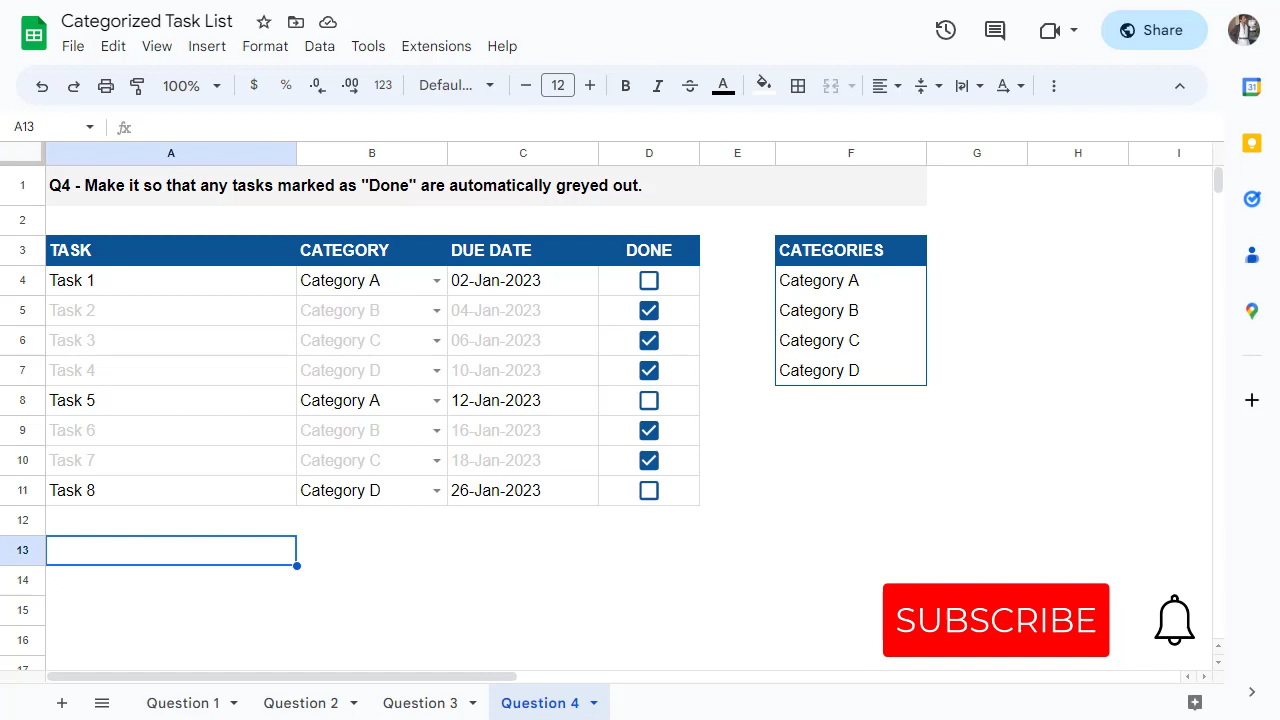 Categorized Task List
File Edit View Insert Format Data Tools Extensions Help
Share
100% $ % .0 .00 123 Defaul... 12 B I A A
31
A13 fx
A B C D E F G H I
1 Q4 - Make it so that any tasks marked as "Done" are automatically greyed out.
2
3 TASK CATEGORY DUE DATE DONE CATEGORIES
4 Task 1 Category A 02-Jan-2023 Category A
5 Task 2 Category B 04-Jan-2023 Category B
6 Task 3 Category C 06-Jan-2023 Category C
7 Task 4 Category D 10-Jan-2023 Category D
8 Task 5 Category A 12-Jan-2023
9 Task 6 Category B 16-Jan-2023
10 Task 7 Category C 18-Jan-2023
11 Task 8 Category D 26-Jan-2023
12
13
14
15
16
17
SUBSCRIBE
Question 1 Question 2 Question 3 Question 4